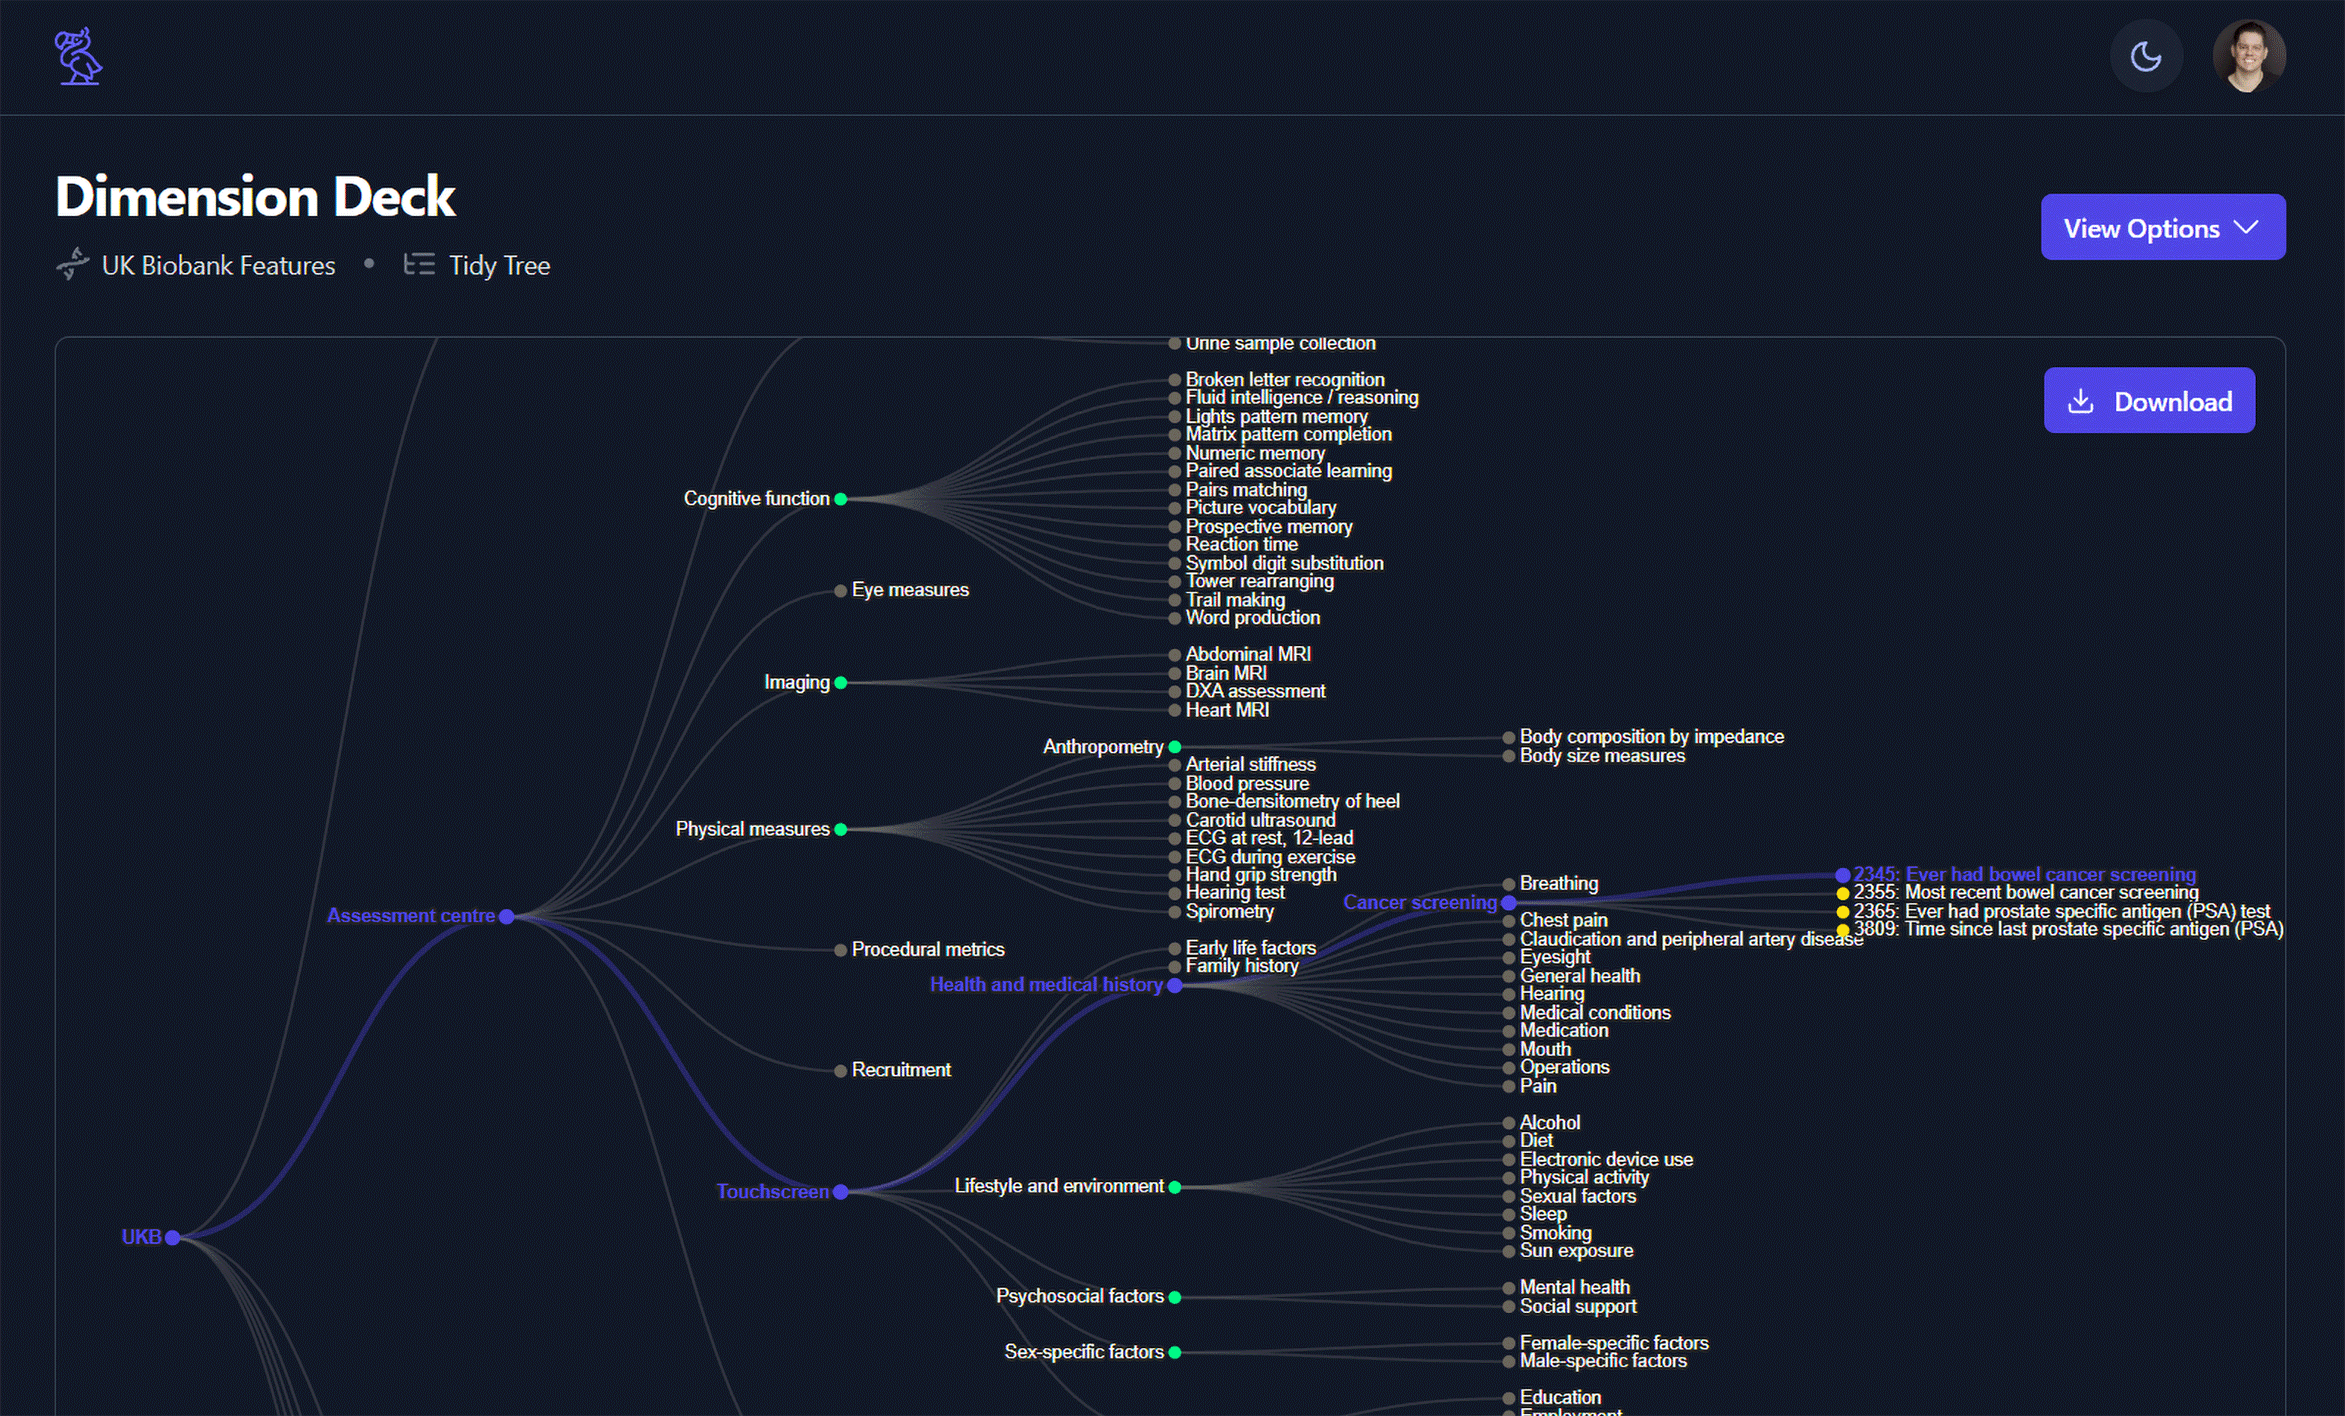 Dimension Deck
View Options
UK Biobank Features • Tidy Tree
Download
Urine sample collection
Broken letter recognition
Fluid intelligence / reasoning
Lights pattern memory
Matrix pattern completion
Numeric memory
Paired associate learning
Pairs matching
Cognitive function
Picture vocabulary
Prospective memory
Reaction time
Symbol digit substitution
Tower rearranging
Eye measures
Trail making
Word production
Abdominal MRI
Brain MRI
Imaging
DXA assessment
Heart MRI
Anthropometry
Body composition by impedance
Body size measures
Arterial stiffness
Blood pressure
Bone-densitometry of heel
Carotid ultrasound
Physical measures
ECG at rest, 12-lead
ECG during exercise
Hand grip strength
Hearing test
Spirometry
Breathing
Cancer screening
2345: Ever had bowel cancer screening
2355: Most recent bowel cancer screening
2365: Ever had prostate specific antigen (PSA) test
3809: Time since last prostate specific antigen (PSA)
Assessment centre
Chest pain
Claudication and peripheral artery disease
Procedural metrics
Early life factors
Family history
Eyesight
Health and medical history
General health
Hearing
Medical conditions
Medication
Mouth
Operations
Pain
Recruitment
Alcohol
Diet
Electronic device use
Physical activity
Touchscreen
Lifestyle and environment
Sexual factors
Sleep
Smoking
Sun exposure
UKB
Psychosocial factors
Mental health
Social support
Sex-specific factors
Female-specific factors
Male-specific factors
Education
Employment